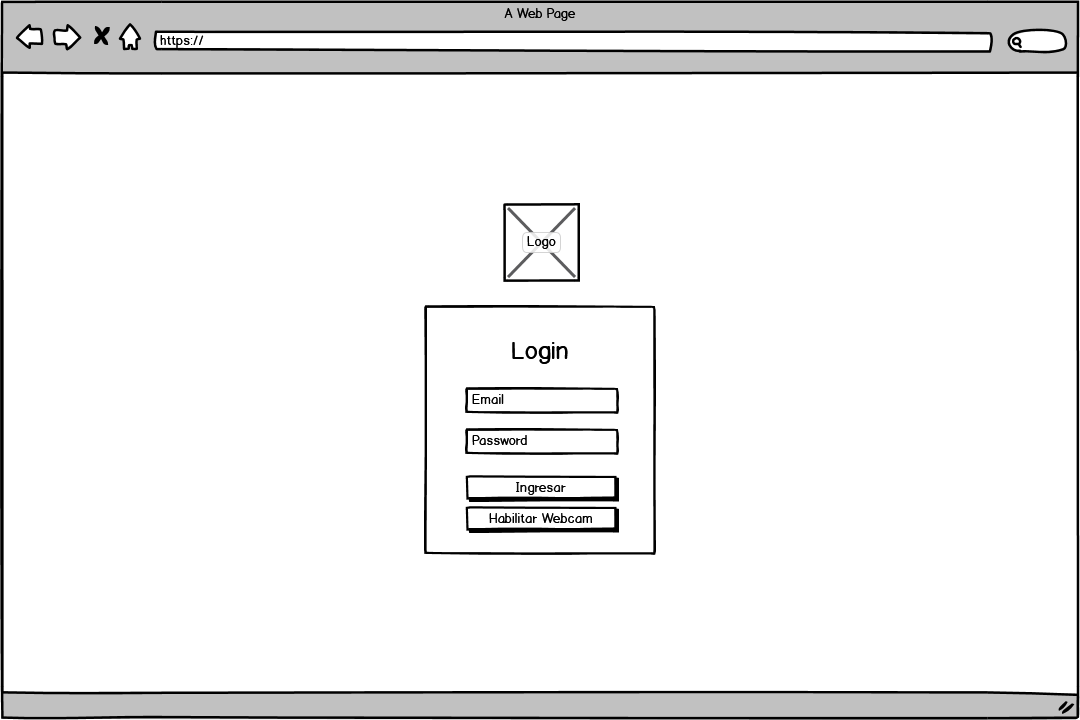 A Web Page
https://
Logo
Login
Email
Password
Ingresar
Habilitar Webcam